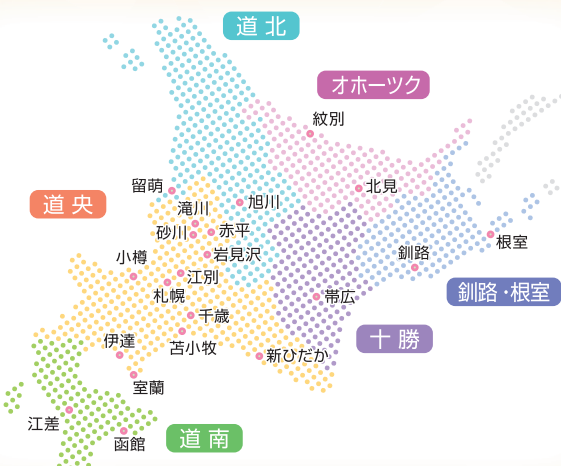 道北
オホーツク
紋別
留萌
北見
道央
滝川
旭川
砂川
赤平
小樽
岩見沢
釧路
根室
江別
札幌
帯広
釧路・根室
千歳
伊達
苫小牧
十勝
新ひだか
室蘭
江差
道南
函館